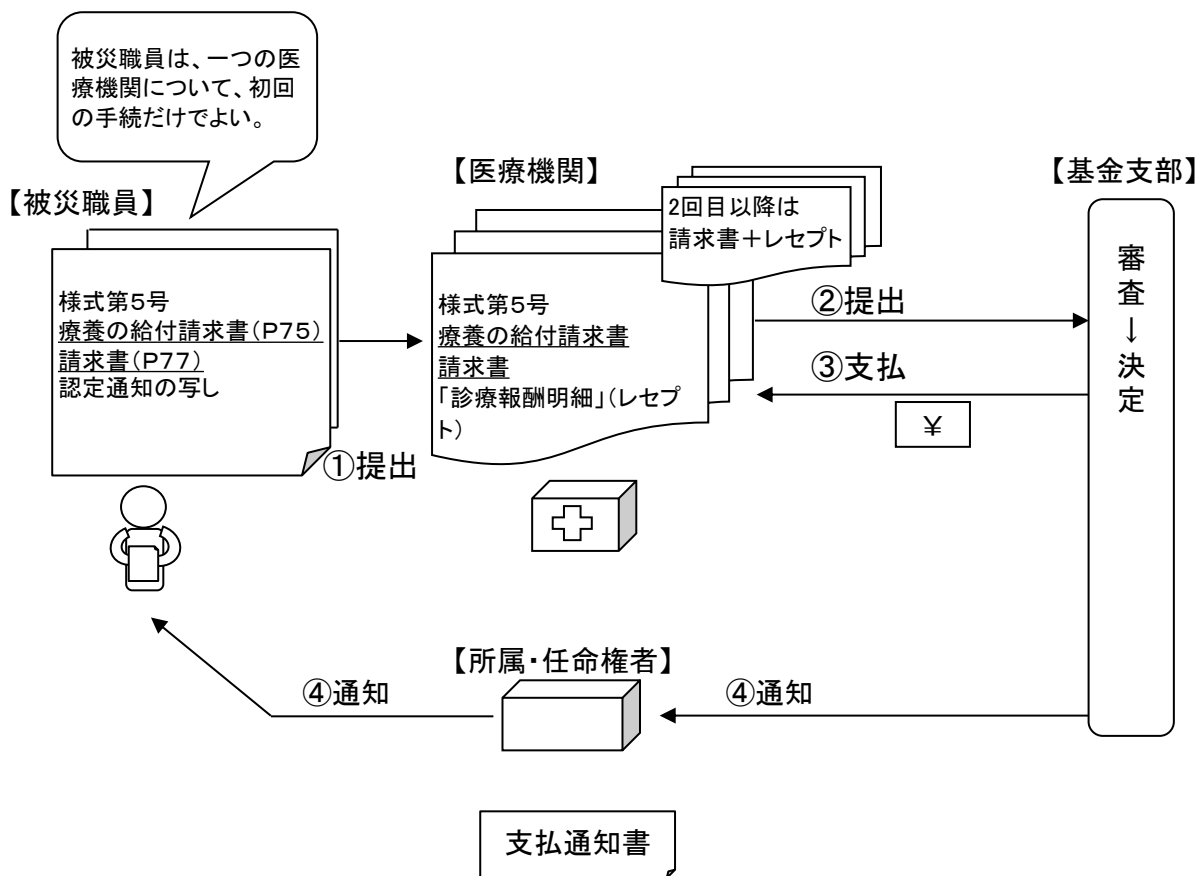 被災職員は、一つの医
療機関について、初回
の手続だけでよい。
【被災職員】
様式第5号
療養の給付請求書(P75)
請求書(P77)
認定通知の写し
①提出
【医療機関】
2回目以降は
請求書+レセプト
様式第5号
療養の給付請求書
請求書
「診療報酬明細」(レセプ
ト)
②提出
③支払
¥
【基金支部】
審査→決定
【所属・任命権者】
④通知
④通知
支払通知書